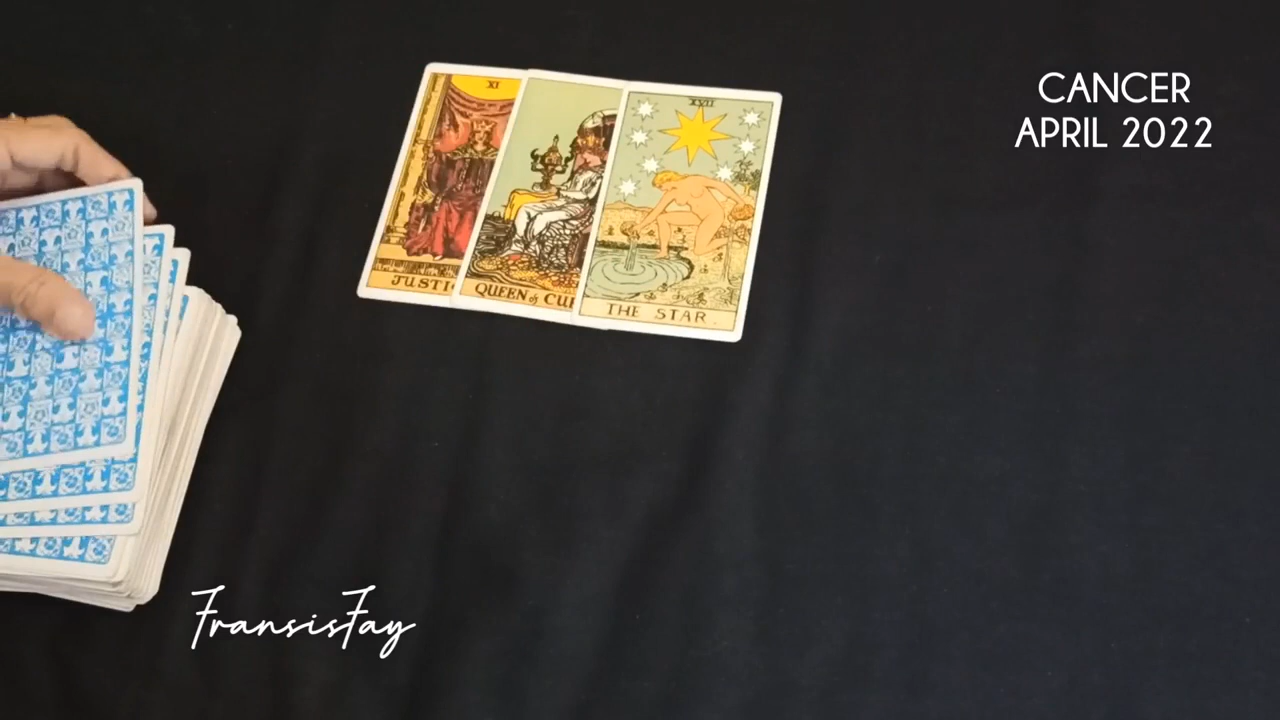 CANCER
APRIL 2022
XI
XVII
JUSTI
QUEEN of CU
THE STAR.
FransisFay